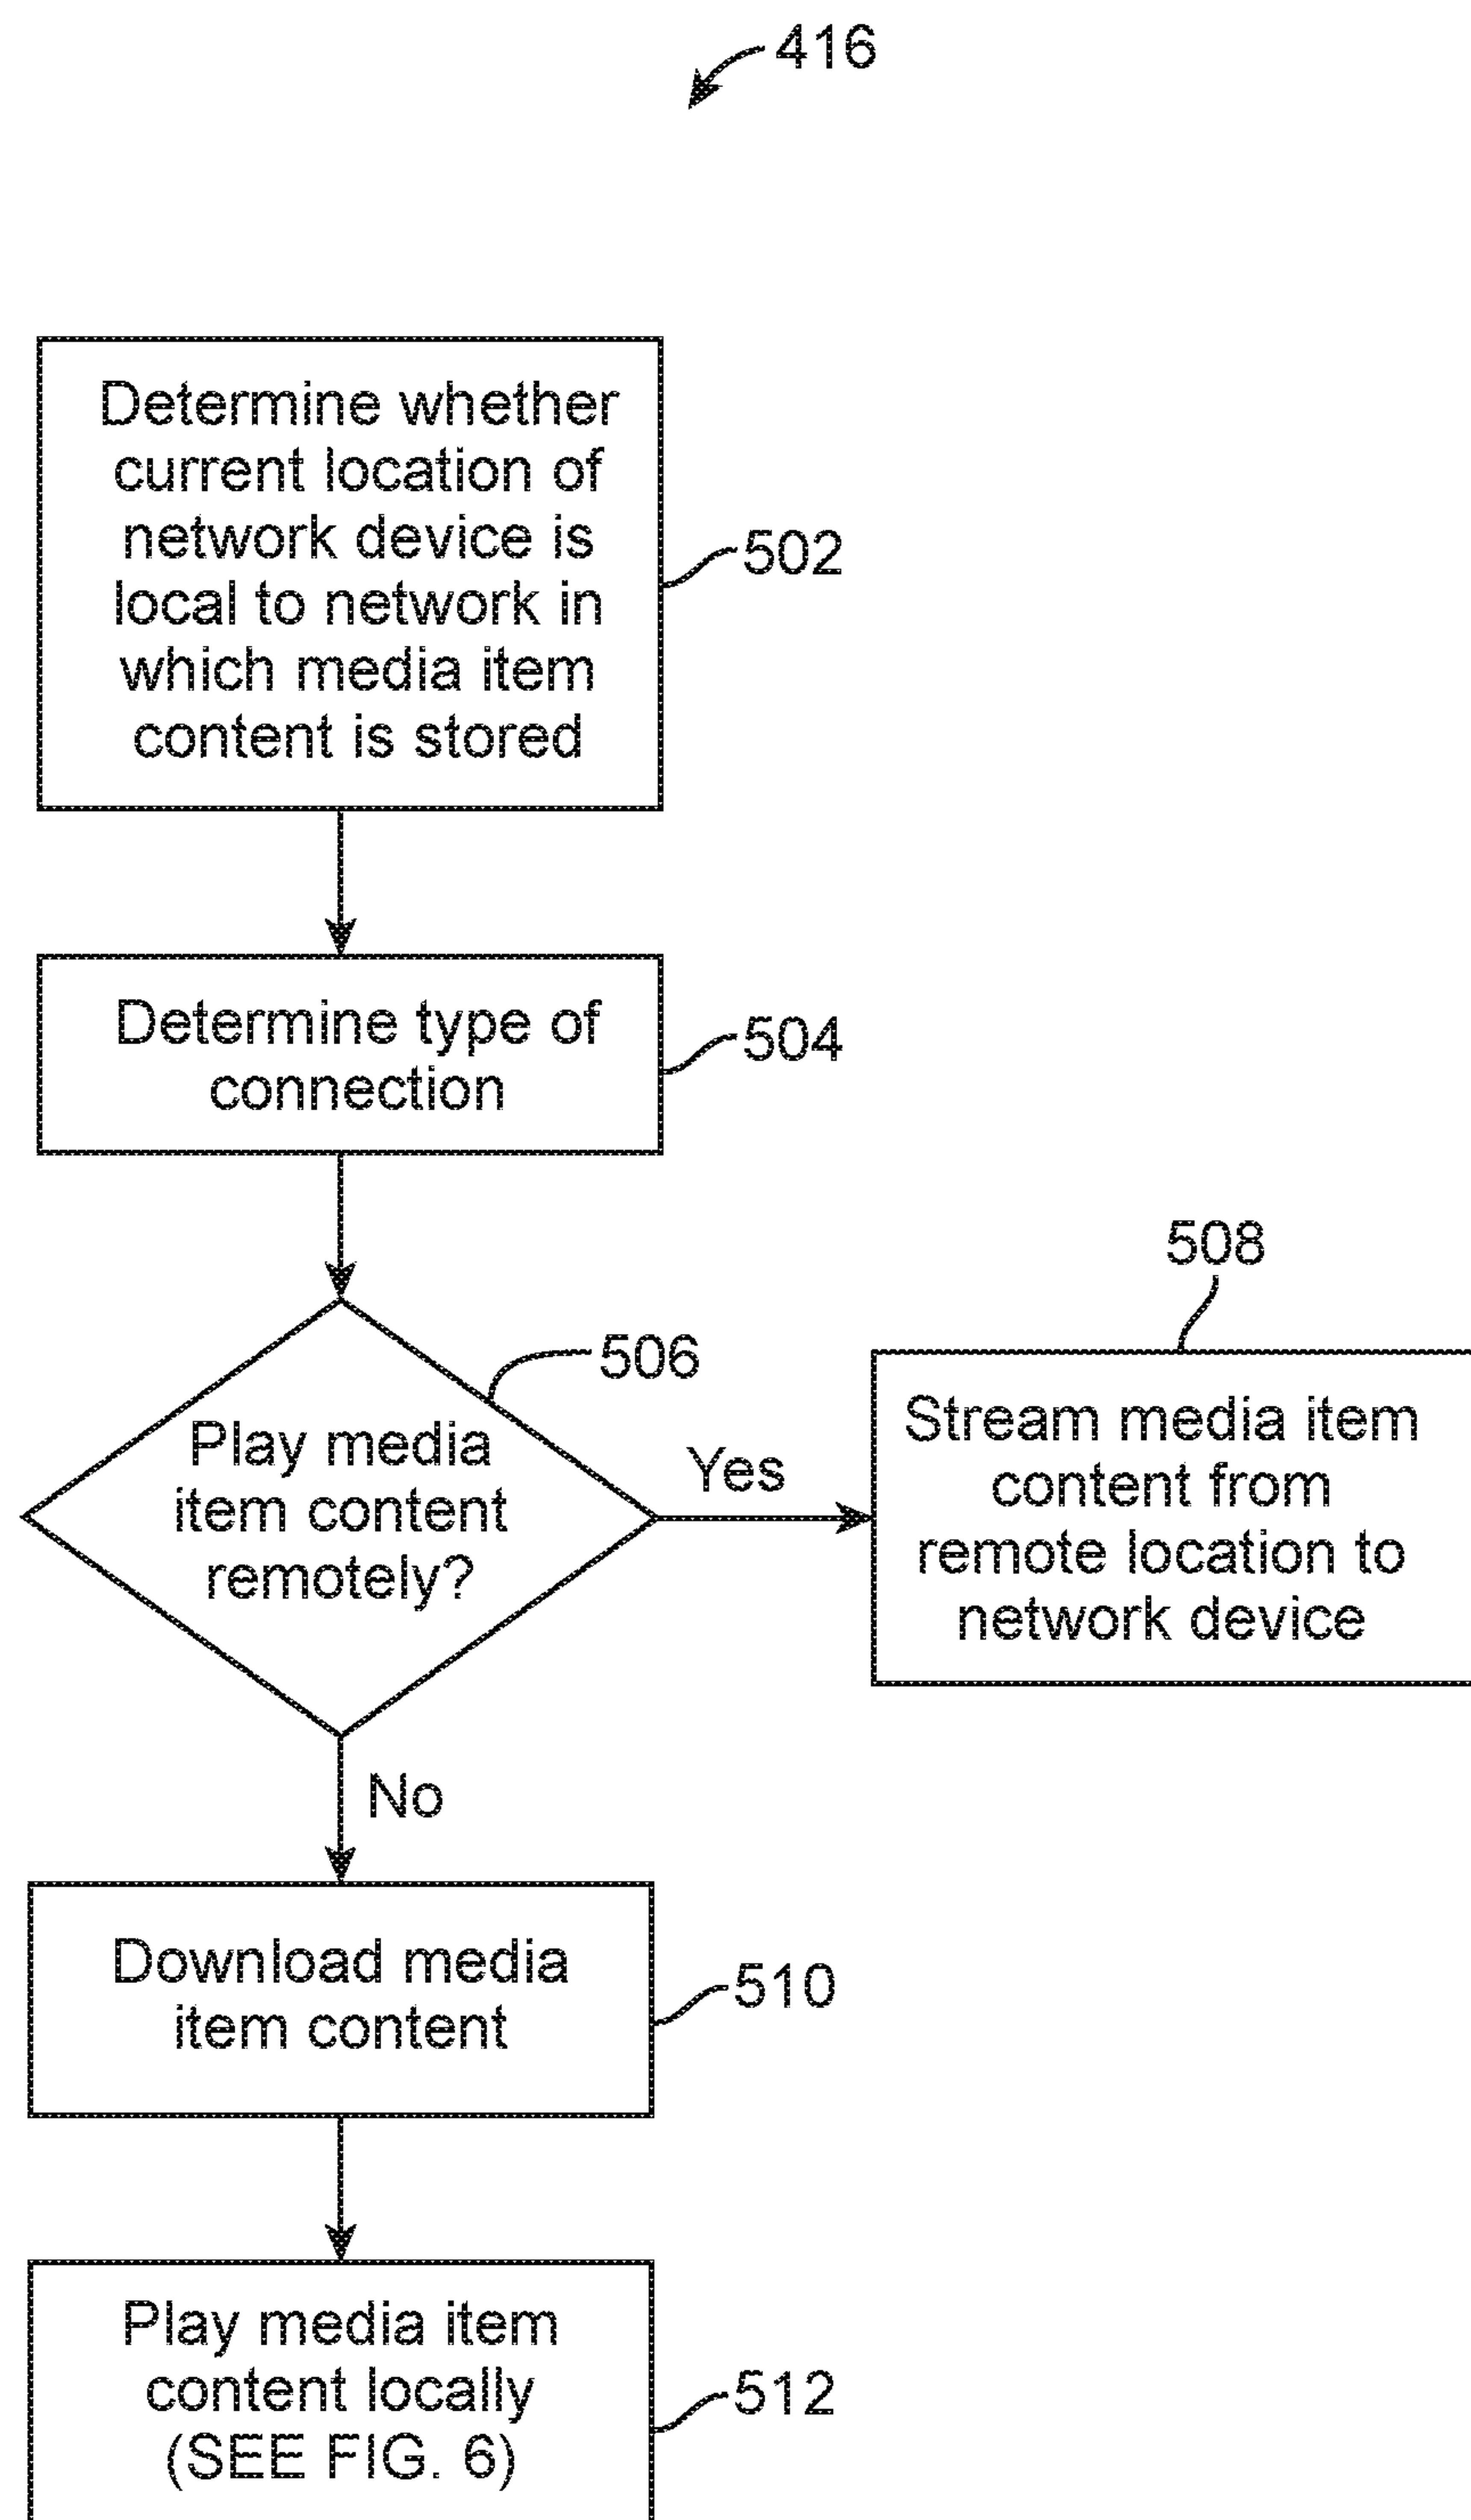 416
Determine whether
current location of
network device is
local to network in
which media item
content is stored
502
Determine type of
connection
504
506
Play media
item content
remotely?
Yes
508
Stream media item
content from
remote location to
network device
No
Download media
item content
510
Play media item
content locally
(SEE FIG. 6)
512